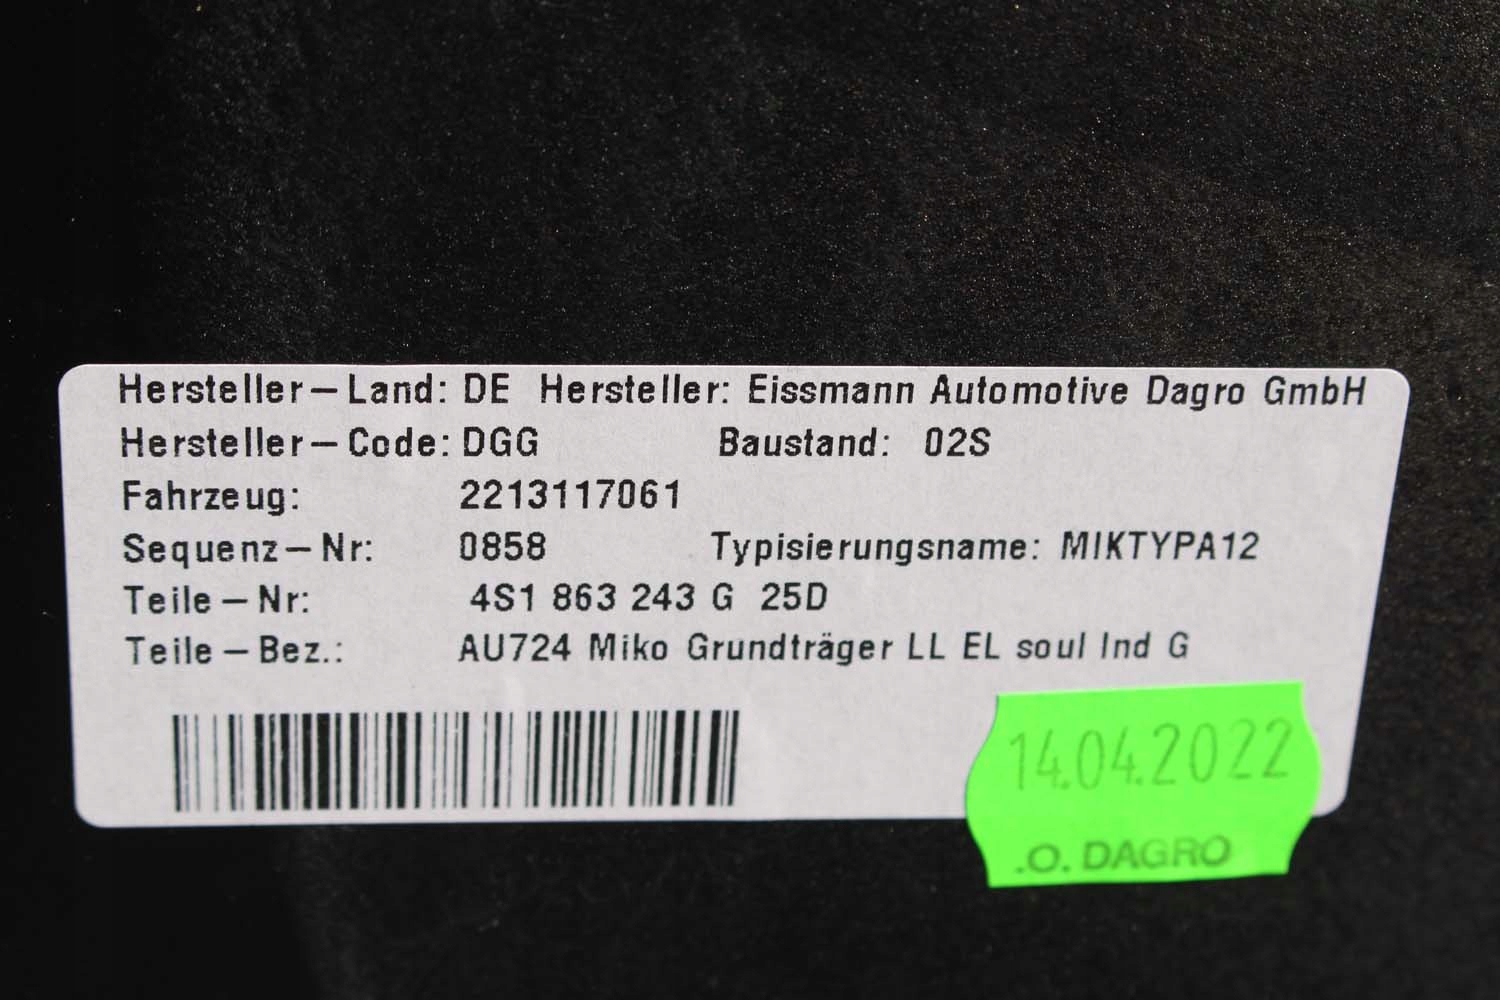 Hersteller-Land: DE Hersteller: Eissmann Automotive Dagro GmbH
Hersteller-Code: DGG Baustand: 02S
Fahrzeug: 2213117061
Sequenz-Nr: 0858 Typisierungsname: MIKTYPA12
Teile-Nr: 4S1 863 243 G 25D
Teile-Bez.: AU724 Miko Grundträger LL EL soul Ind G
14.04.2022
.O. DAGRO